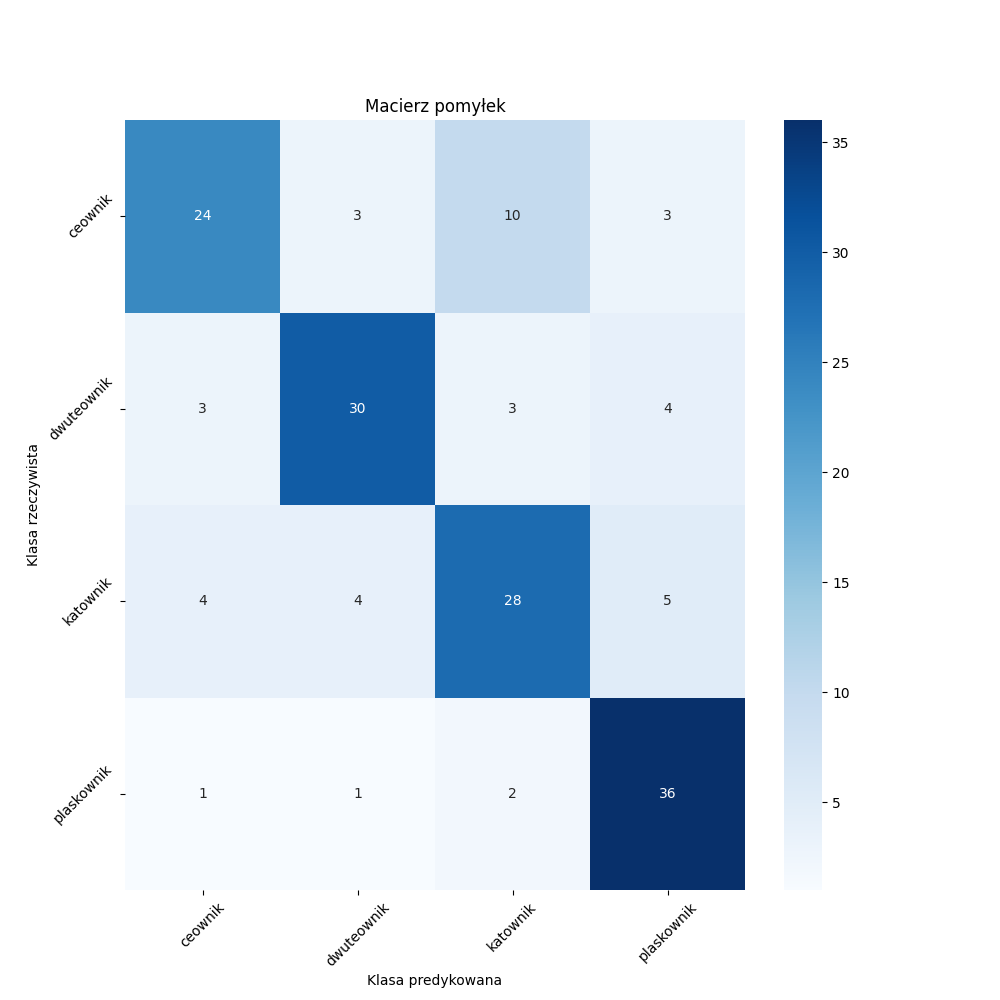 Macierz pomyłek
Klasa rzeczywista
ceownik 24 3 10 3
dwuteownik 3 30 3 4
katownik 4 4 28 5
plaskownik 1 1 2 36
ceownik dwuteownik katownik plaskownik
Klasa predykowana
35
30
25
20
15
10
5